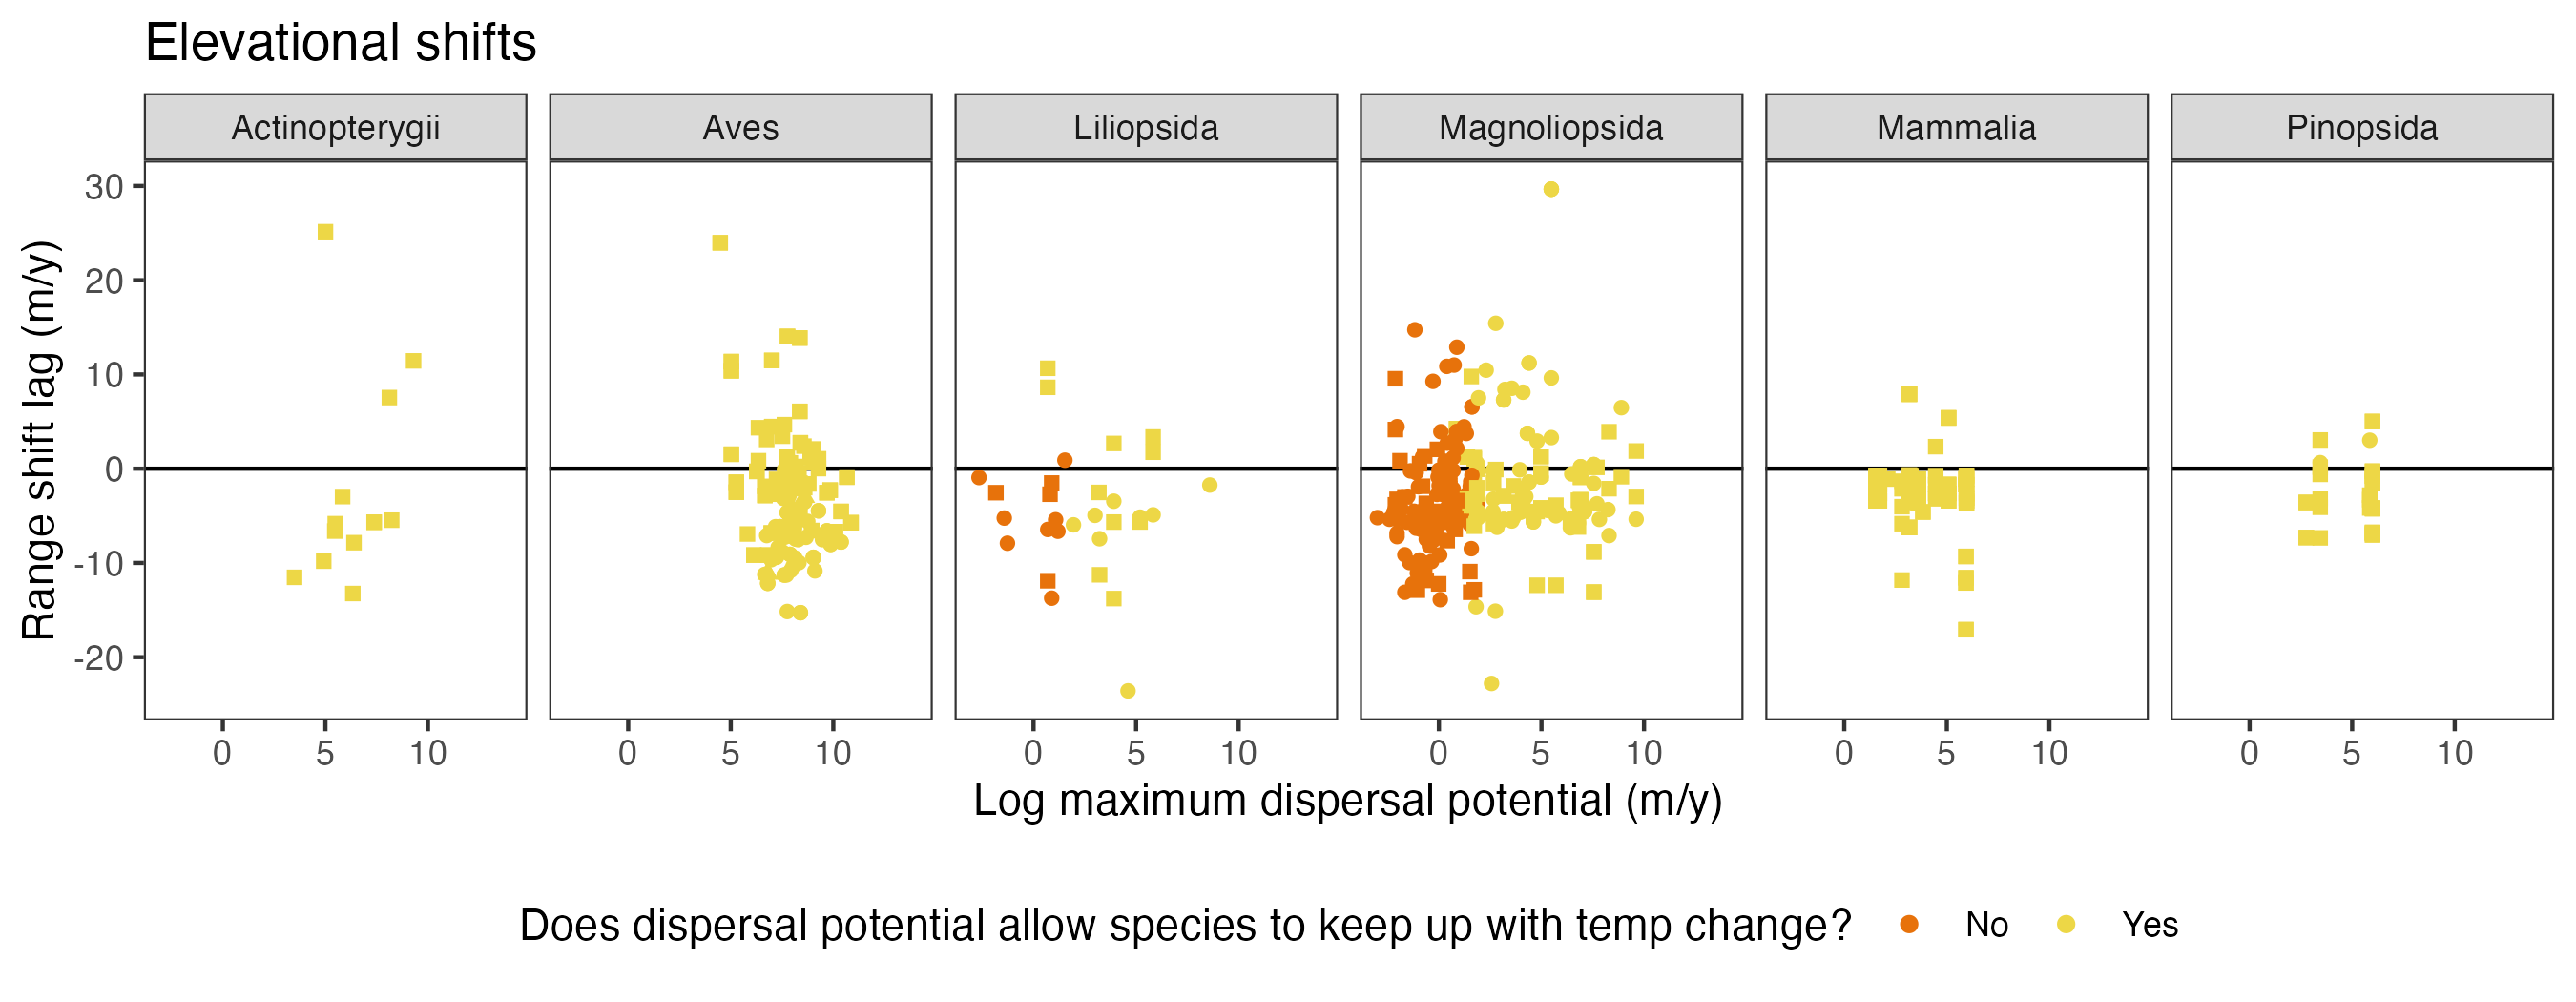 Elevational shifts
Actinopterygii Aves Liliopsida Magnoliopsida Mammalia Pinopsida
Range shift lag (m/y)
30
20
10
0
-10
-20
0 5 10 0 5 10 0 5 10 0 5 10 0 5 10 0 5 10
Log maximum dispersal potential (m/y)
Does dispersal potential allow species to keep up with temp change? No Yes